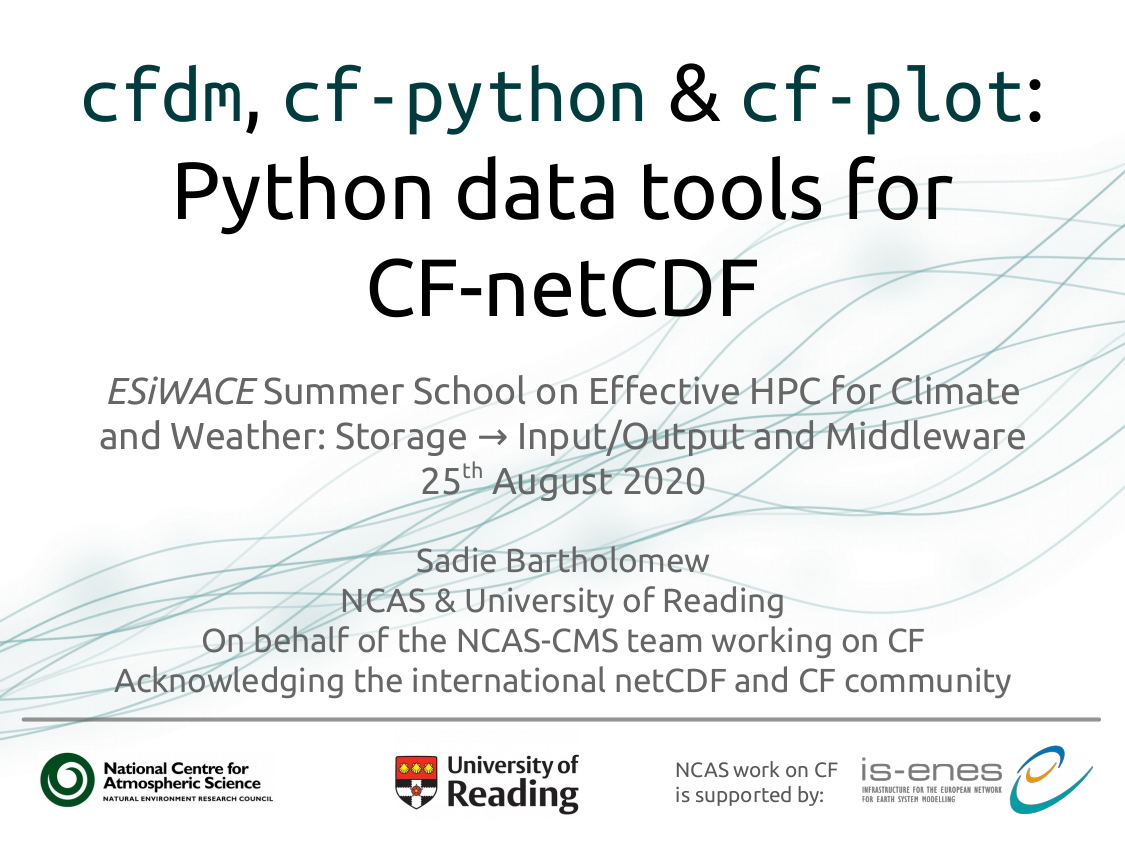 cfdm, cf-python & cf-plot:
Python data tools for
CF-netCDF
ESiWACE Summer School on Effective HPC for Climate
and Weather: Storage → Input/Output and Middleware
25th August 2020
Sadie Bartholomew
NCAS & University of Reading
On behalf of the NCAS-CMS team working on CF
Acknowledging the international netCDF and CF community
National Centre for
Atmospheric Science
NATURAL ENVIRONMENT RESEARCH COUNCIL
University of
Reading
NCAS work on CF
is supported by:
is-enes
INFRASTRUCTURE FOR THE EUROPEAN NETWORK
FOR EARTH SYSTEM MODELLING